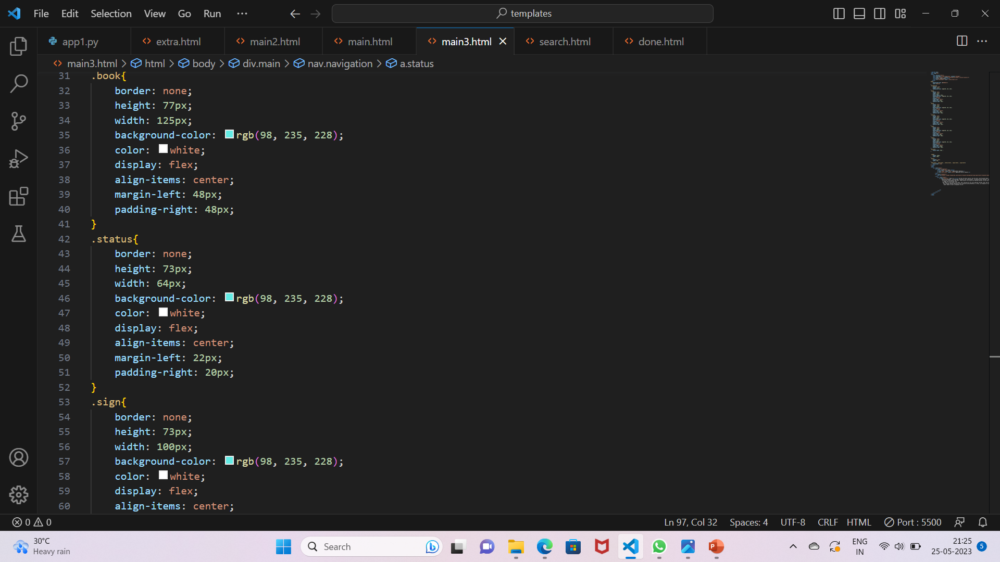 File Edit Selection View Go Run ··· templates
app1.py extra.html main2.html main.html main3.html search.html done.html
main3.html > html > body > div.main > nav.navigation > a.status
31 .book{
32 border: none;
33 height: 77px;
34 width: 125px;
35 background-color: rgb(98, 235, 228);
36 color: white;
37 display: flex;
38 align-items: center;
39 margin-left: 48px;
40 padding-right: 48px;
41 }
42 .status{
43 border: none;
44 height: 73px;
45 width: 64px;
46 background-color: rgb(98, 235, 228);
47 color: white;
48 display: flex;
49 align-items: center;
50 margin-left: 22px;
51 padding-right: 20px;
52 }
53 .sign{
54 border: none;
55 height: 73px;
56 width: 100px;
57 background-color: rgb(98, 235, 228);
58 color: white;
59 display: flex;
60 align-items: center;
0 0 Ln 97, Col 32 Spaces: 4 UTF-8 CRLF HTML Port : 5500
30°C
Heavy rain
Search
ENG
IN
21:25
25-05-2023
5